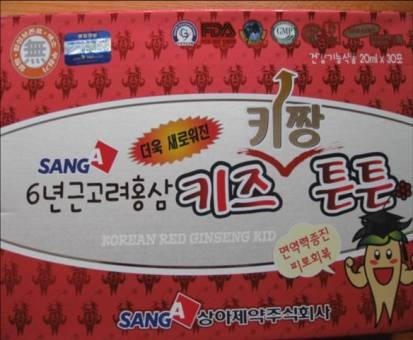 FDA
GMP
건강기능식품 20ml x 30포
더욱 새로워진
키짱
SANGA
6년근고려홍삼 키즈 튼튼
KOREAN RED GINSENG KID
면역력증진
피로회복
SANGA 상아제약주식회사